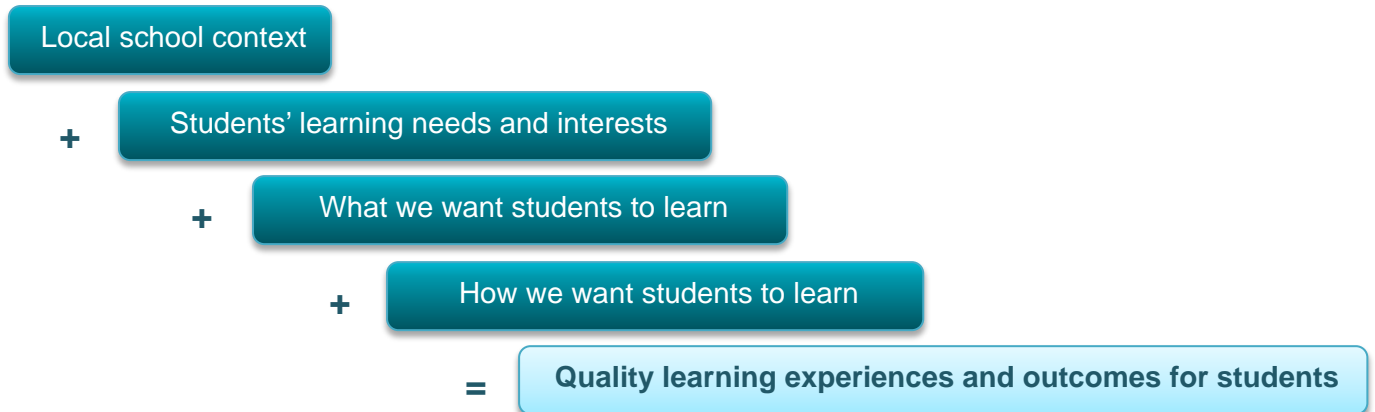 Local school context
+ Students’ learning needs and interests
+ What we want students to learn
+ How we want students to learn
= Quality learning experiences and outcomes for students